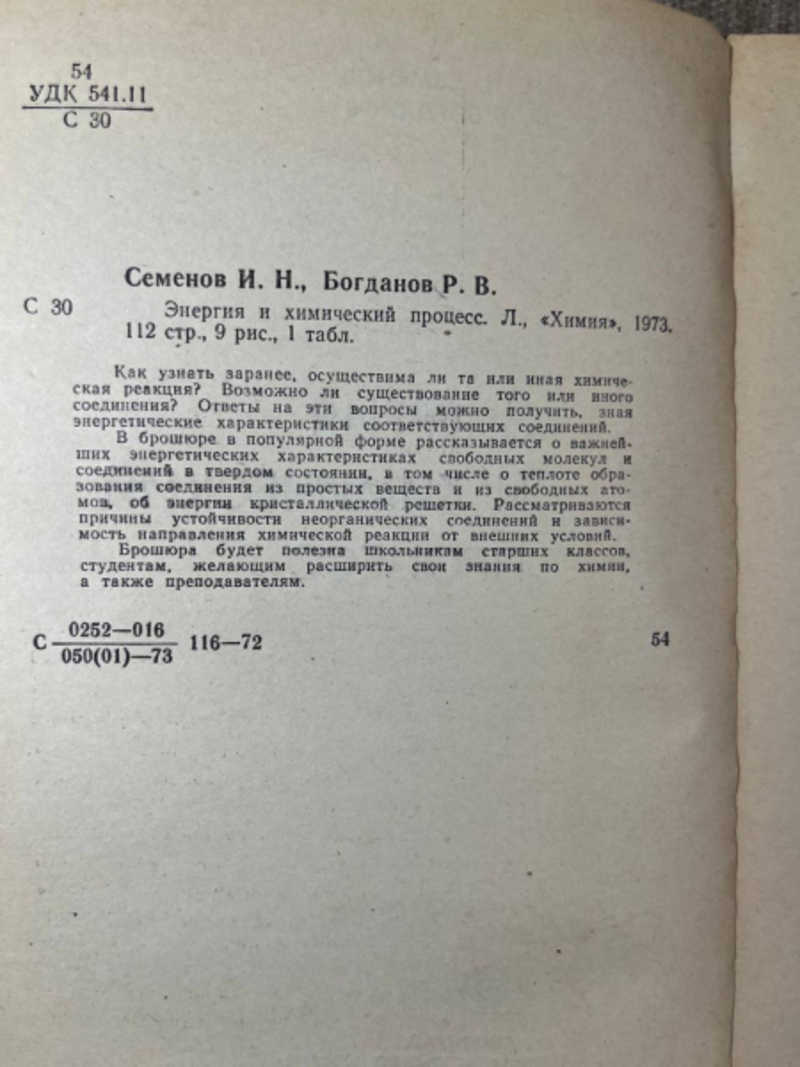 54
УДК 541.11
С 30
Семенов И. Н., Богданов Р. В.
С 30 Энергия и химический процесс. Л., «Химия», 1973.
112 стр., 9 рис., 1 табл.
Как узнать заранее, осуществима ли та или иная химиче-
ская реакция? Возможно ли существование того или иного
соединения? Ответы на эти вопросы можно получить, зная
энергетические характеристики соответствующих соединений.
В брошюре в популярной форме рассказывается о важней-
ших энергетических характеристиках свободных молекул и
соединений в твердом состоянии, в том числе о теплоте обра-
зования соединения из простых веществ и из свободных ато-
мов, об энергии кристаллической решетки. Рассматриваются
причины устойчивости неорганических соединений и зависи-
мость направления химической реакции от внешних условий.
Брошюра будет полезна школьникам старших классов,
студентам, желающим расширить свои знания по химии,
а также преподавателям.
0252—016
С 116—72 54
050(01)—73